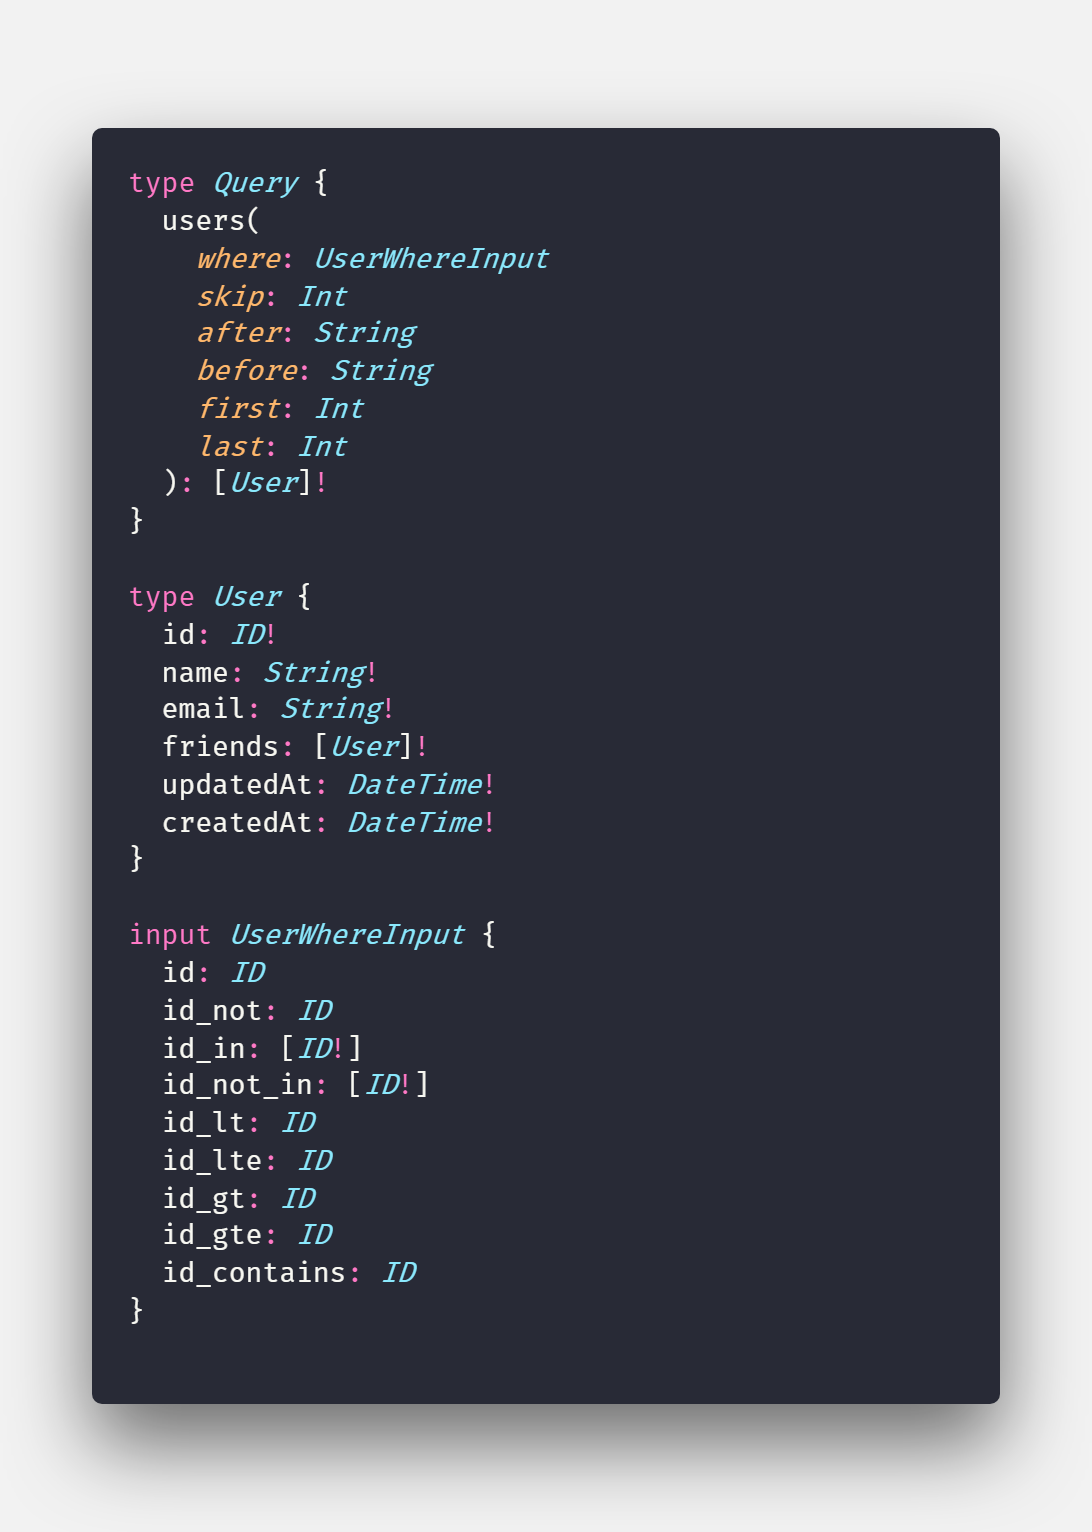 type Query {
  users(
    where: UserWhereInput
    skip: Int
    after: String
    before: String
    first: Int
    last: Int
  ): [User]!
}

type User {
  id: ID!
  name: String!
  email: String!
  friends: [User]!
  updatedAt: DateTime!
  createdAt: DateTime!
}

input UserWhereInput {
  id: ID
  id_not: ID
  id_in: [ID!]
  id_not_in: [ID!]
  id_lt: ID
  id_lte: ID
  id_gt: ID
  id_gte: ID
  id_contains: ID
}